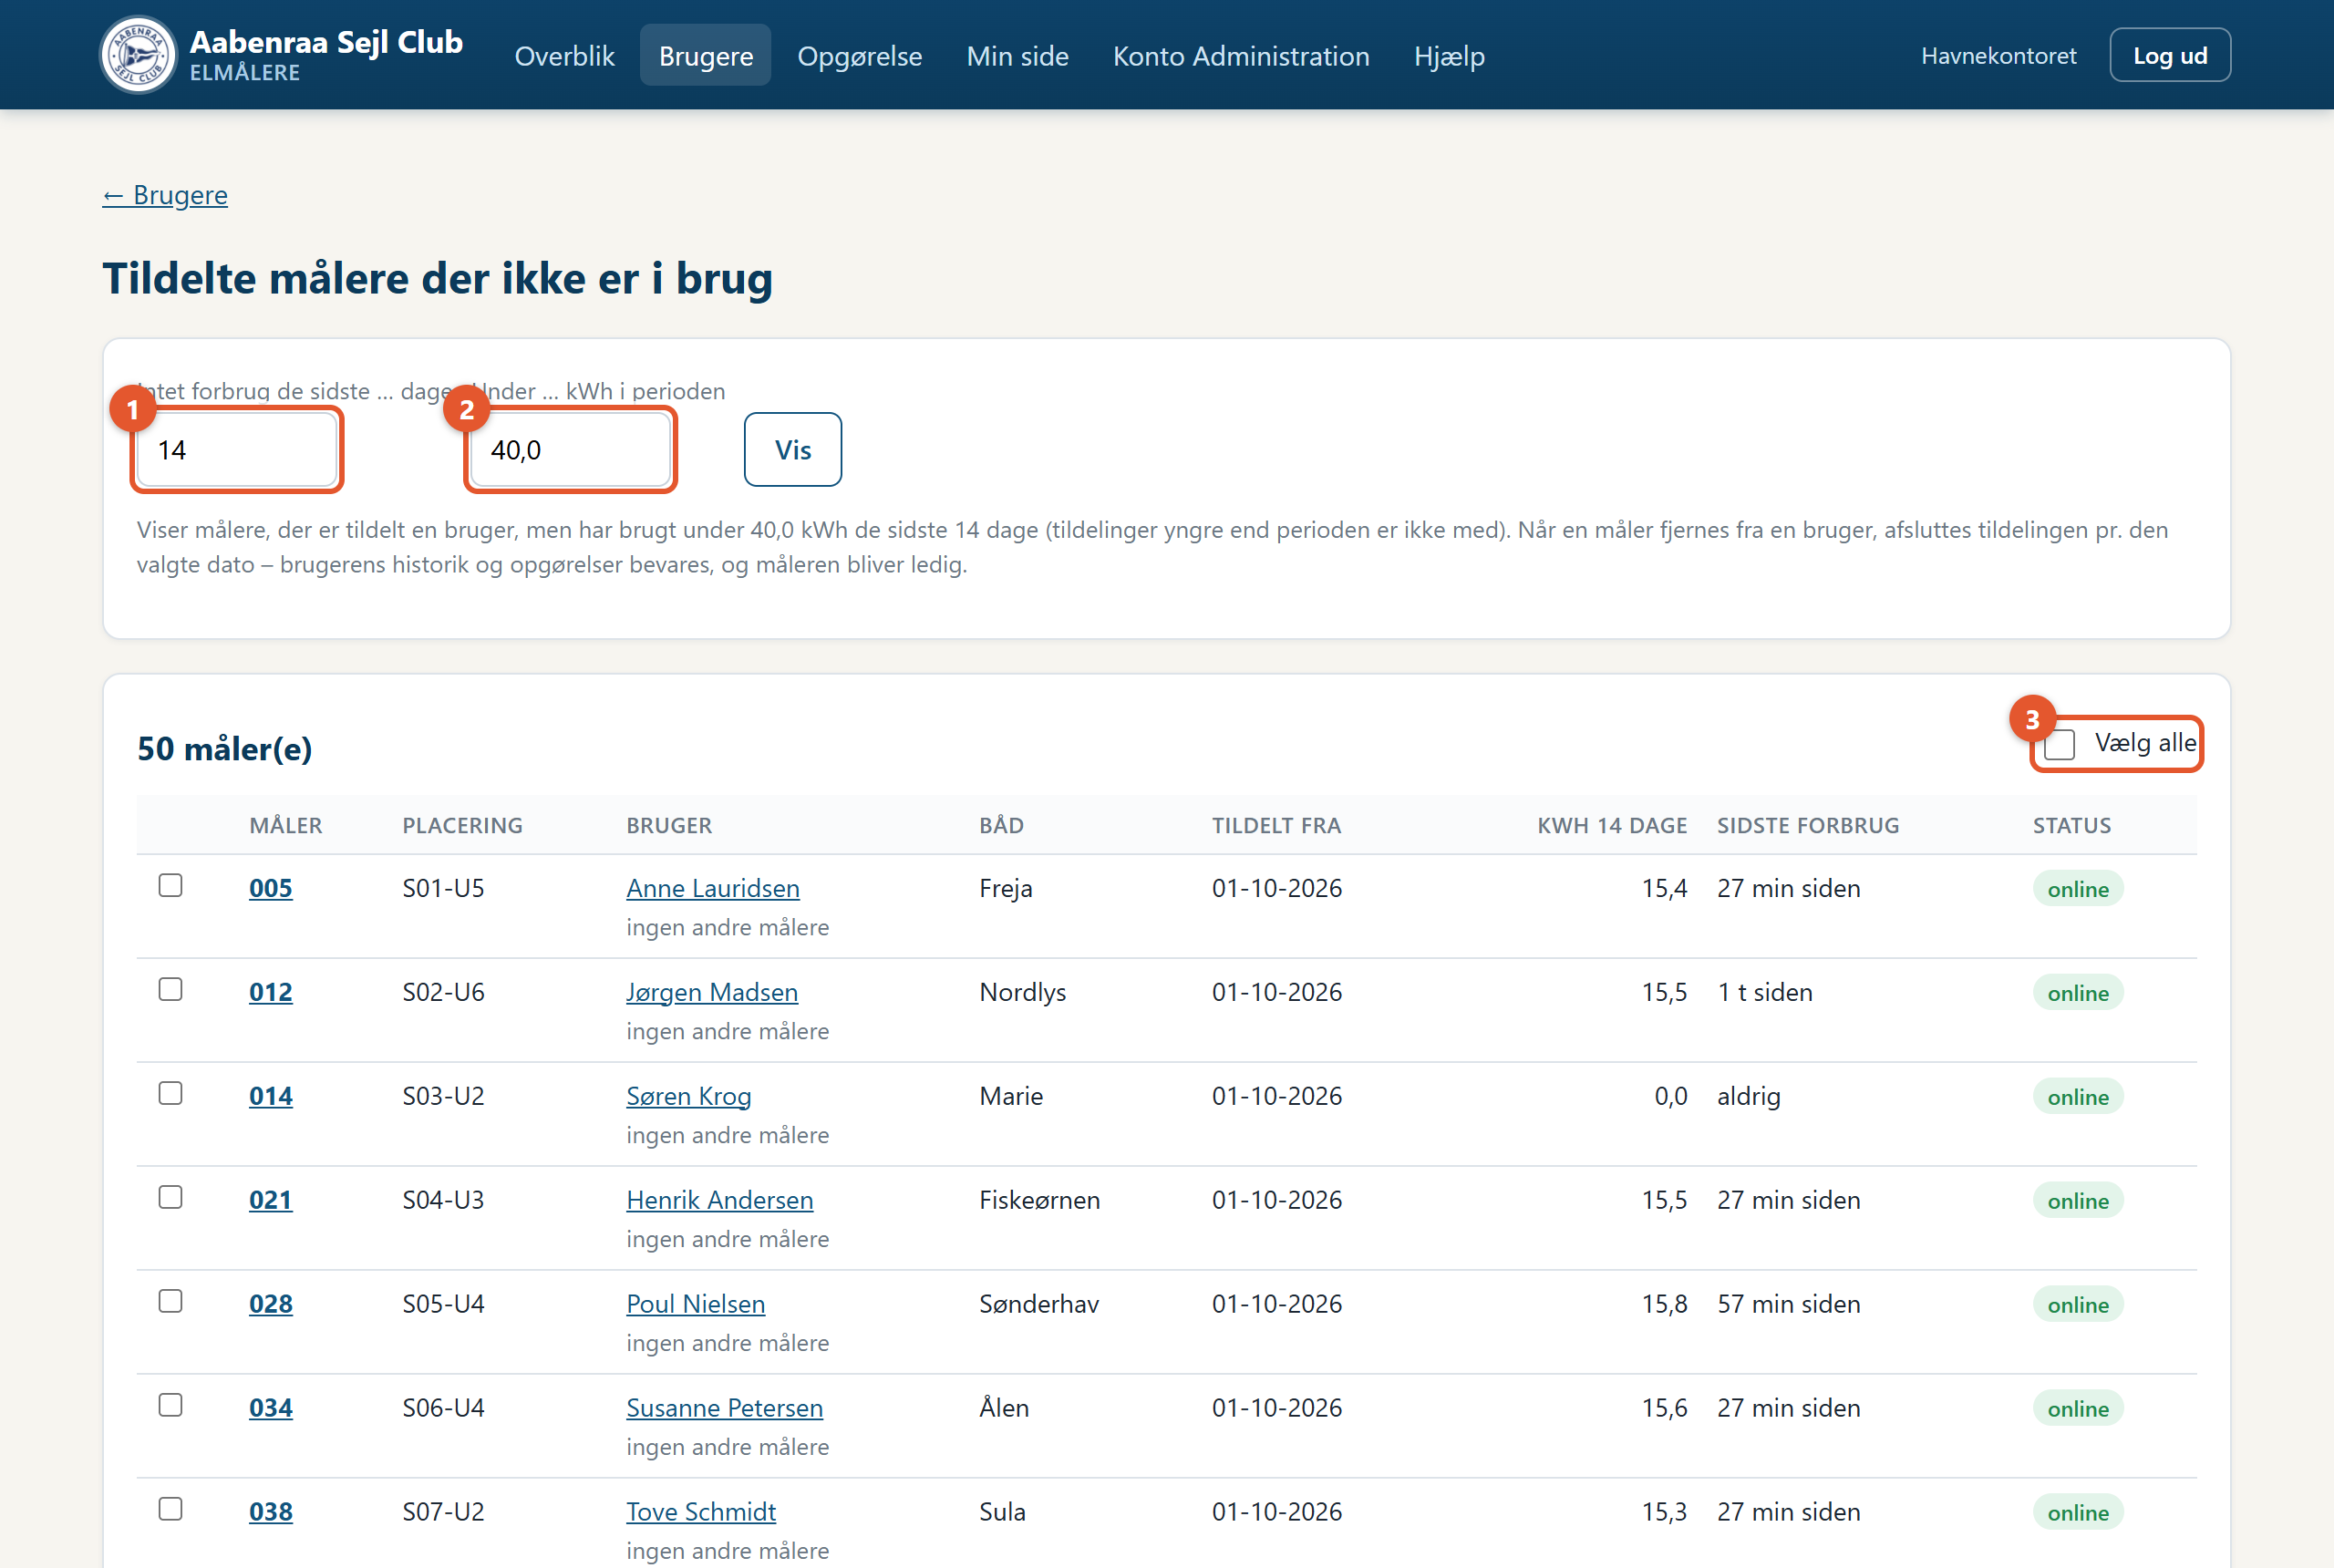 AABENRAA SEJL CLUB
Aabenraa Sejl Club
ELMÅLERE
Overblik
Brugere
Opgørelse
Min side
Konto Administration
Hjælp
Havnekontoret
Log ud
← Brugere
Tildelte målere der ikke er i brug
Intet forbrug de sidste ... dage Under ... kWh i perioden
1
14
2
40,0
Vis
Viser målere, der er tildelt en bruger, men har brugt under 40,0 kWh de sidste 14 dage (tildelinger yngre end perioden er ikke med). Når en måler fjernes fra en bruger, afsluttes tildelingen pr. den
valgte dato – brugerens historik og opgørelser bevares, og måleren bliver ledig.
50 måler(e)
3
Vælg alle
MÅLER PLACERING BRUGER BÅD TILDELT FRA KWH 14 DAGE SIDSTE FORBRUG STATUS
005 S01-U5 Anne Lauridsen Freja 01-10-2026 15,4 27 min siden online
ingen andre målere
012 S02-U6 Jørgen Madsen Nordlys 01-10-2026 15,5 1 t siden online
ingen andre målere
014 S03-U2 Søren Krog Marie 01-10-2026 0,0 aldrig online
ingen andre målere
021 S04-U3 Henrik Andersen Fiskeørnen 01-10-2026 15,5 27 min siden online
ingen andre målere
028 S05-U4 Poul Nielsen Sønderhav 01-10-2026 15,8 57 min siden online
ingen andre målere
034 S06-U4 Susanne Petersen Ålen 01-10-2026 15,6 27 min siden online
ingen andre målere
038 S07-U2 Tove Schmidt Sula 01-10-2026 15,3 27 min siden online
ingen andre målere